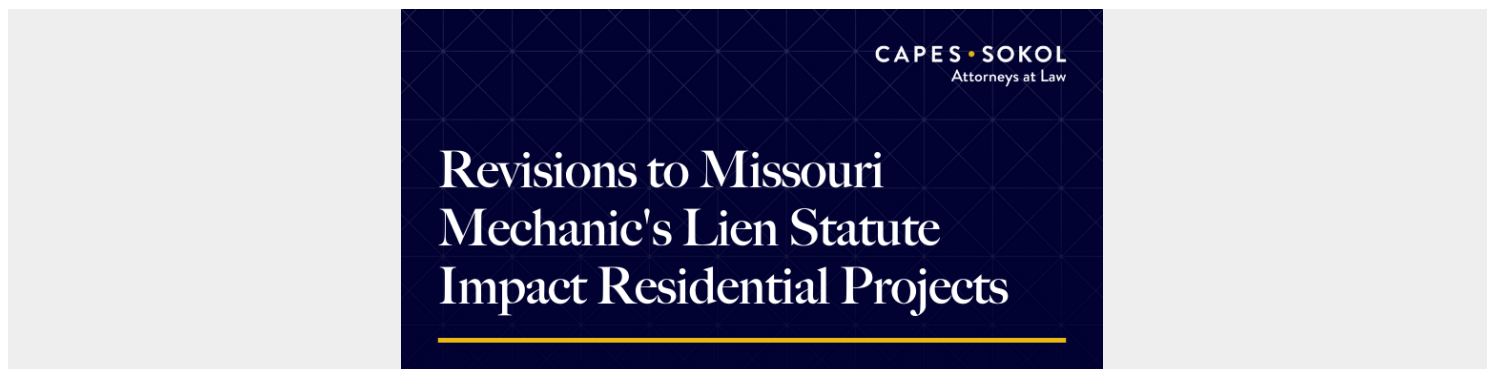 CAPES • SOKOL
Attorneys at Law
Revisions to Missouri
Mechanic's Lien Statute
Impact Residential Projects